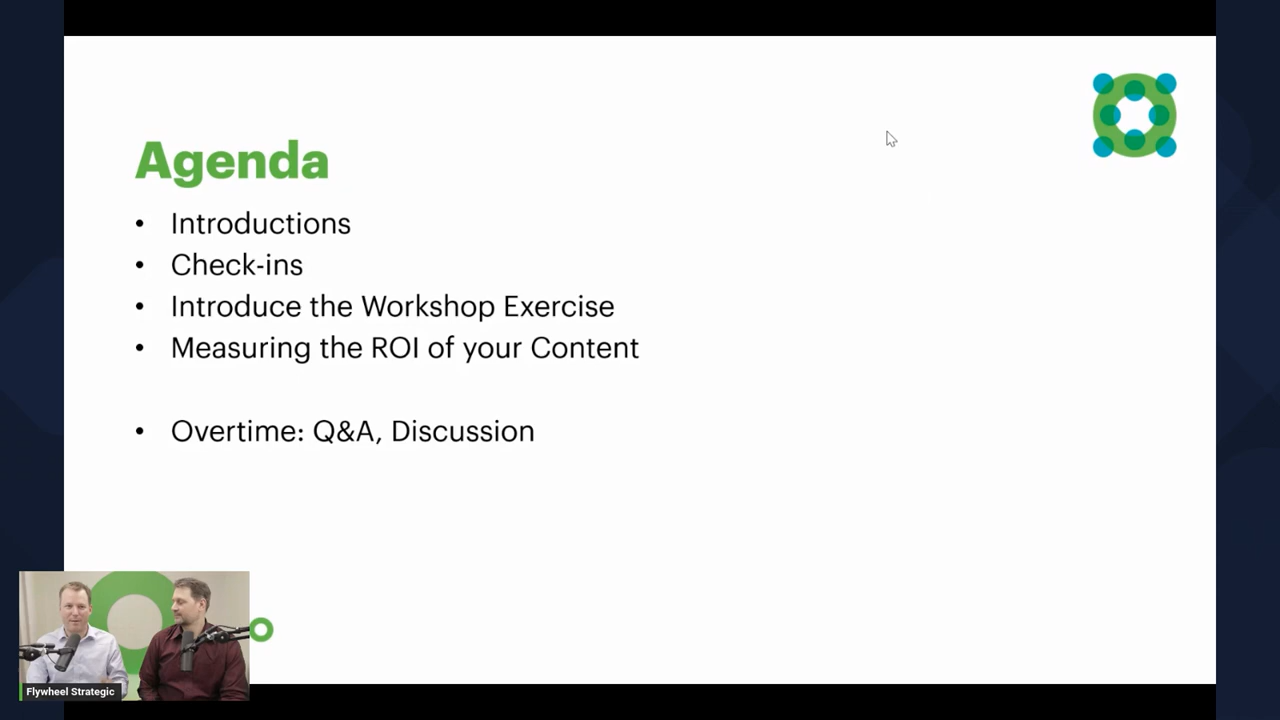 Agenda
• Introductions
• Check-ins
• Introduce the Workshop Exercise
• Measuring the ROI of your Content
• Overtime: Q&A, Discussion
Flywheel Strategic